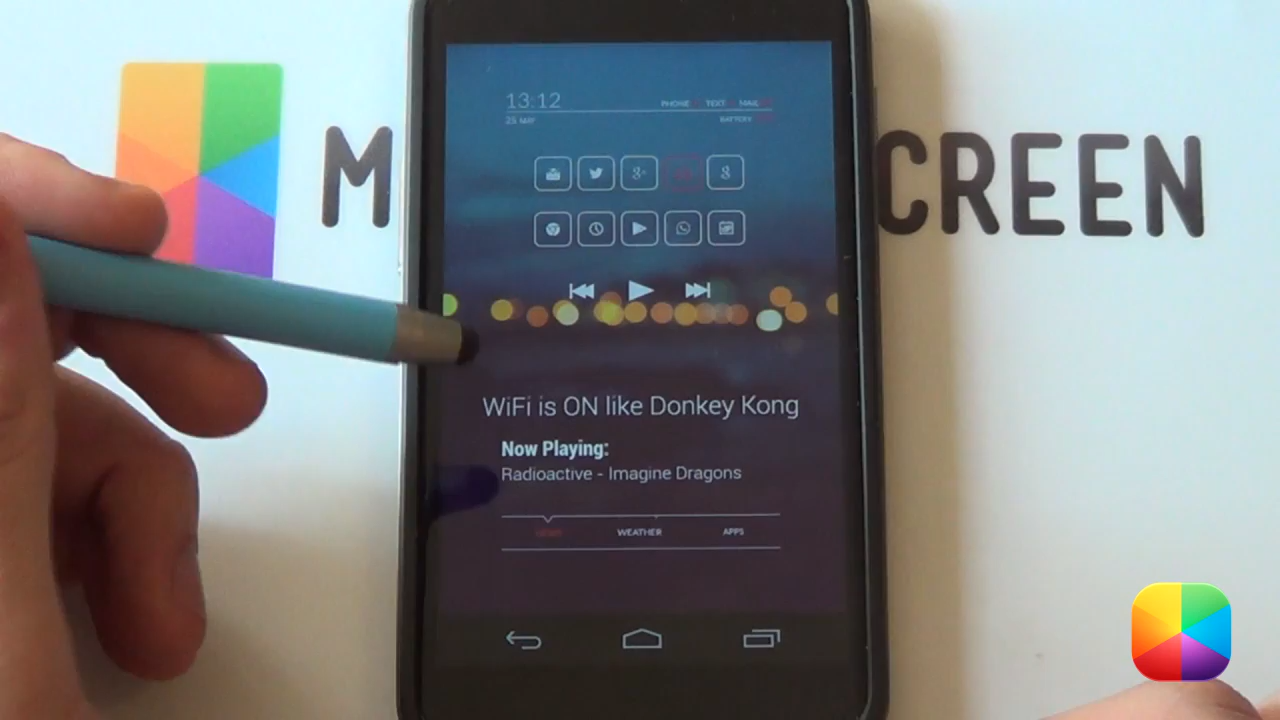 M CREEN
13:12
PHONE TEXT MAIL
25 MAY
BATTERY
WiFi is ON like Donkey Kong
Now Playing:
Radioactive - Imagine Dragons
WEATHER APPS